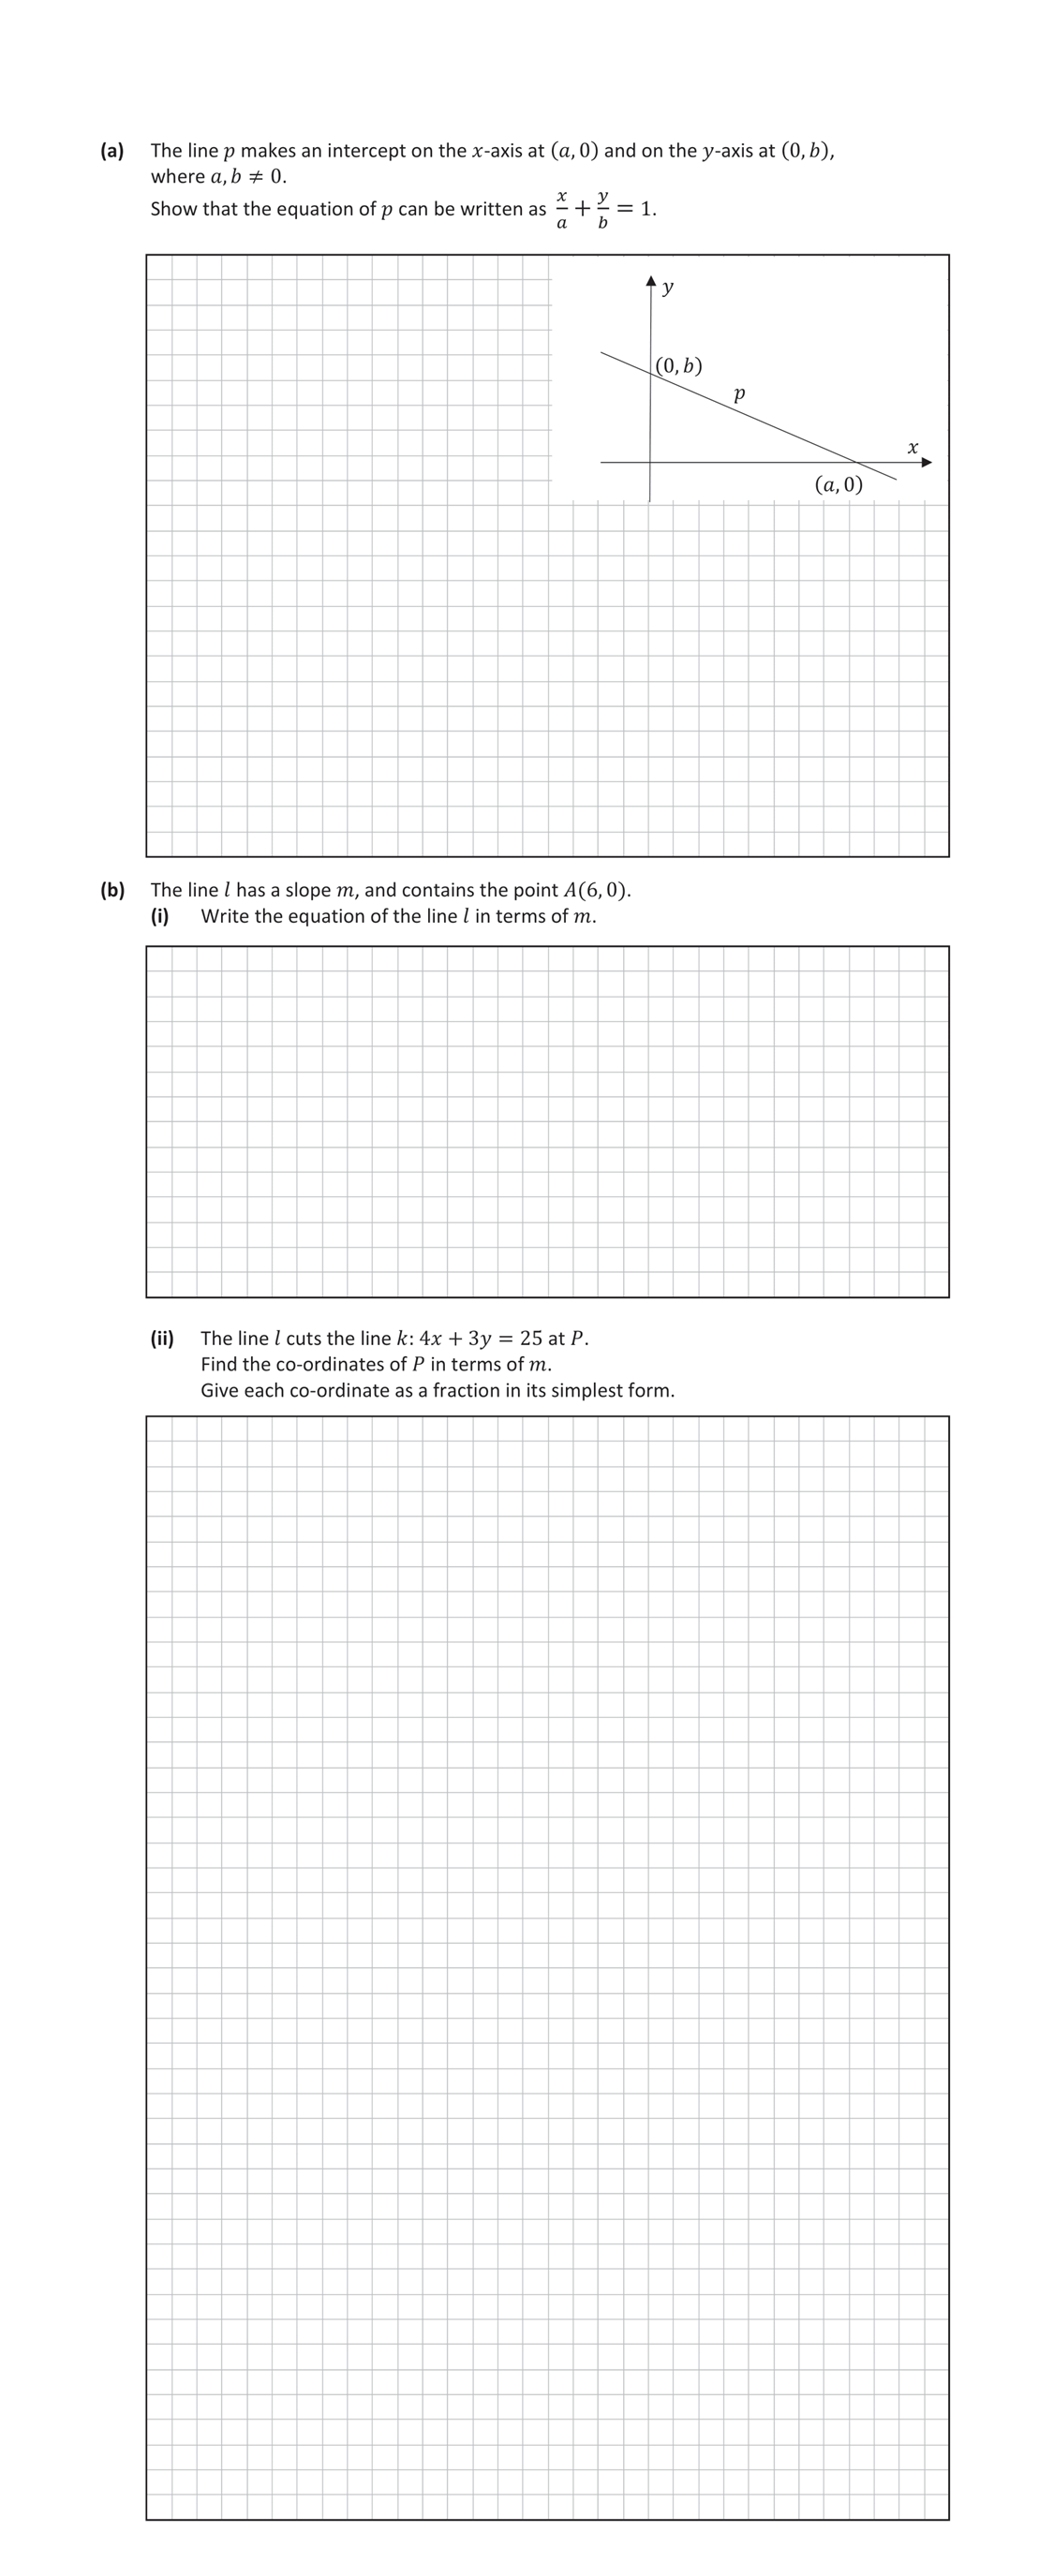 (a) The line p makes an intercept on the x-axis at (a, 0) and on the y-axis at (0, b),
where a, b ≠ 0.
Show that the equation of p can be written as x/a + y/b = 1.
y
(0, b)
p
x
(a, 0)
(b) The line l has a slope m, and contains the point A(6, 0).
(i) Write the equation of the line l in terms of m.
(ii) The line l cuts the line k: 4x + 3y = 25 at P.
Find the co-ordinates of P in terms of m.
Give each co-ordinate as a fraction in its simplest form.